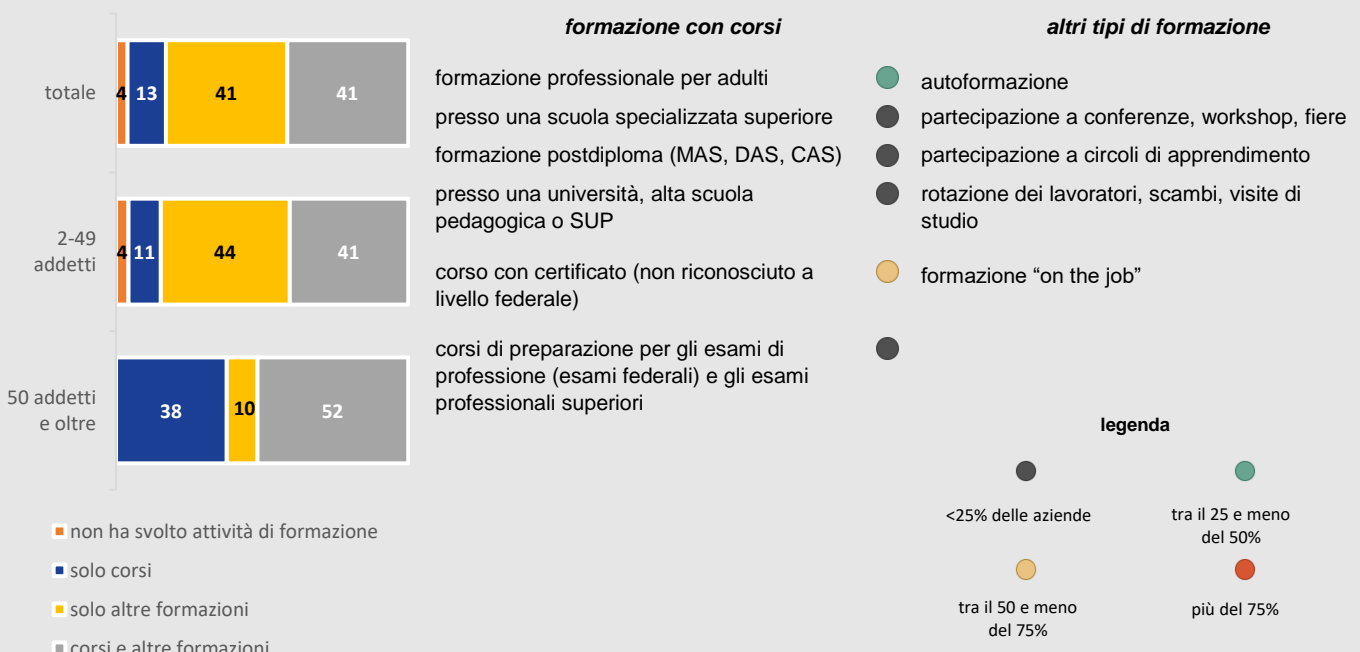 totale
4 13 41 41
2-49
addetti
4 11 44 41
50 addetti
e oltre
38 10 52
non ha svolto attività di formazione
solo corsi
solo altre formazioni
corsi e altre formazioni
formazione con corsi
formazione professionale per adulti
presso una scuola specializzata superiore
formazione postdiploma (MAS, DAS, CAS)
presso una università, alta scuola
pedagogica o SUP
corso con certificato (non riconosciuto a
livello federale)
corsi di preparazione per gli esami di
professione (esami federali) e gli esami
professionali superiori
altri tipi di formazione
autoformazione
partecipazione a conferenze, workshop, fiere
partecipazione a circoli di apprendimento
rotazione dei lavoratori, scambi, visite di
studio
formazione “on the job”
legenda
<25% delle aziende
tra il 25 e meno
del 50%
tra il 50 e meno
del 75%
più del 75%